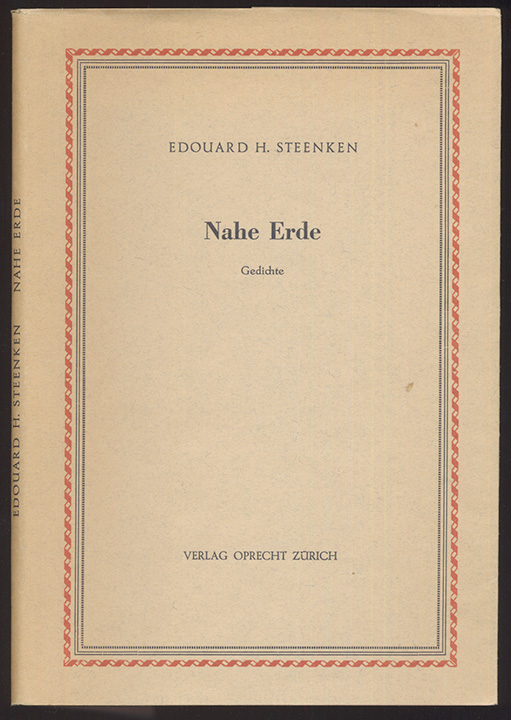 EDOUARD H. STEENKEN
Nahe Erde
Gedichte
VERLAG OPRECHT ZÜRICH
EDOUARD H. STEENKEN NAHE ERDE